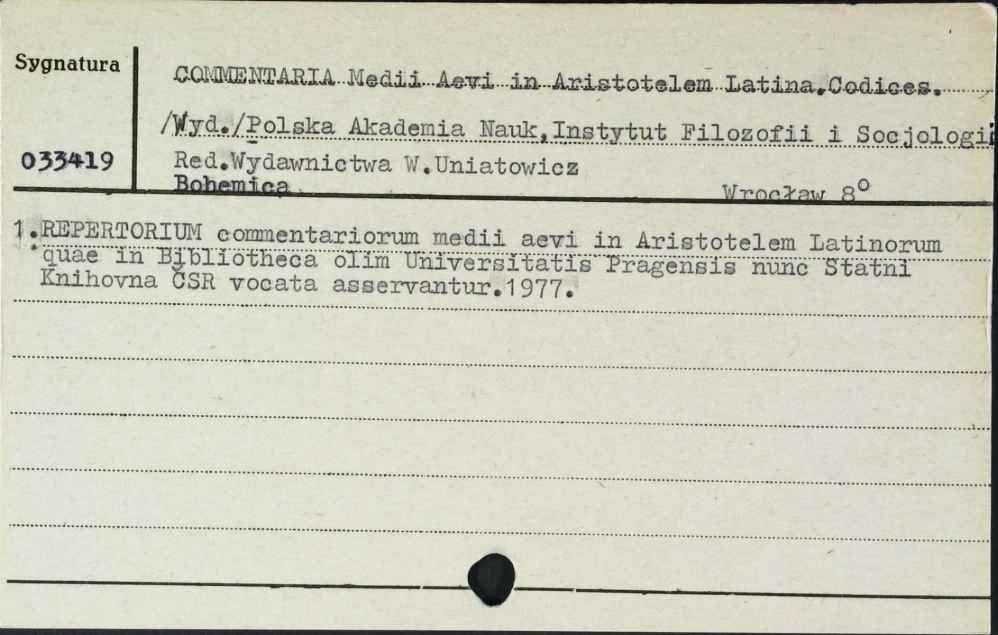 Sygnatura
COMMENTARIA Medii Aevi in Aristotelem Latina.Codices.
/Wyd./Polska Akademia Nauk,Instytut Filozofii i Socjologii
033419
Red.Wydawnictwa W.Uniatowicz
Bohemica
Wrocław 8°
1.REPERTORIUM commentariorum medii aevi in Aristotelem Latinorum
quae in Bibliotheca olim Universitatis Pragensis nunc Statni
Knihovna ČSR vocata asservantur.1977.